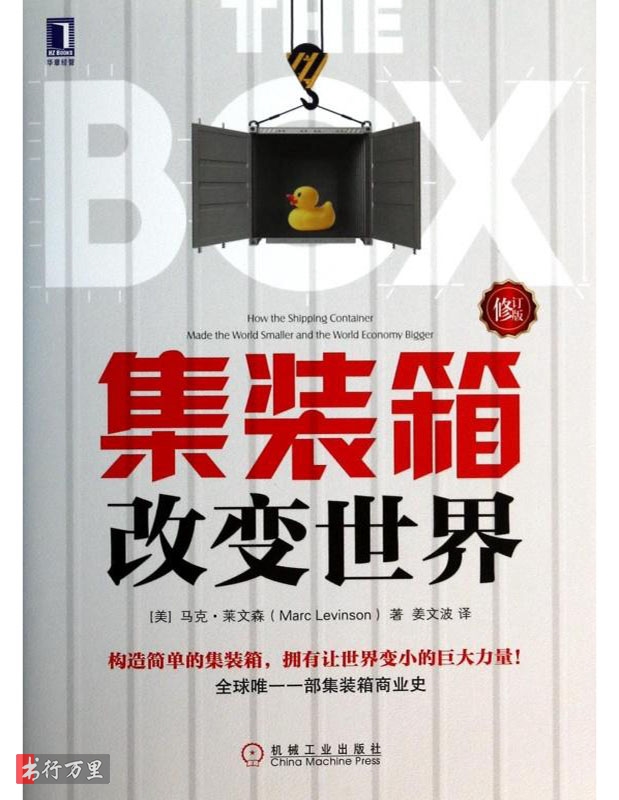 HZ BOOKS
华章经管
THE
BOX
How the Shipping Container
Made the World Smaller and the World Economy Bigger
修订版
集装箱
改变世界
[美] 马克·莱文森(Marc Levinson)著 姜文波 译
构造简单的集装箱，拥有让世界变小的巨大力量！
全球唯一一部集装箱商业史
机械工业出版社
China Machine Press
书行万里